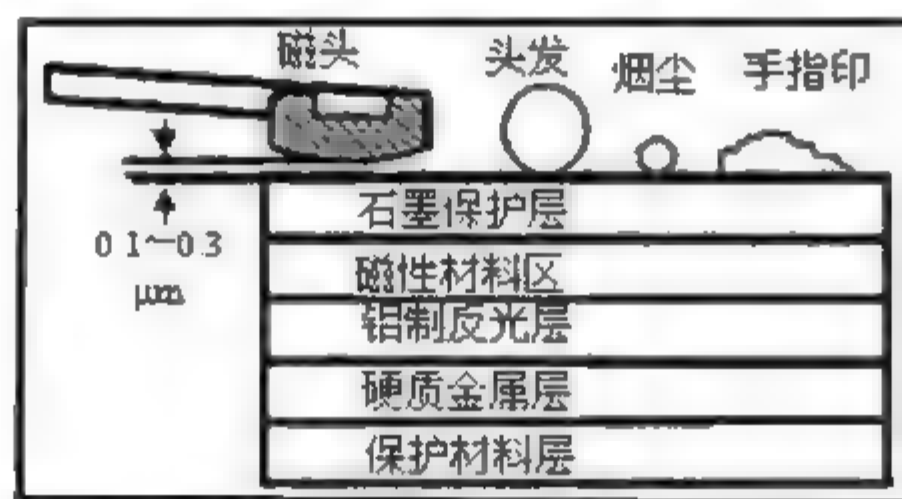 磁头
头发
烟尘
手指印
0 1~0 3
μm
石墨保护层
磁性材料区
铝制反光层
硬质金属层
保护材料层